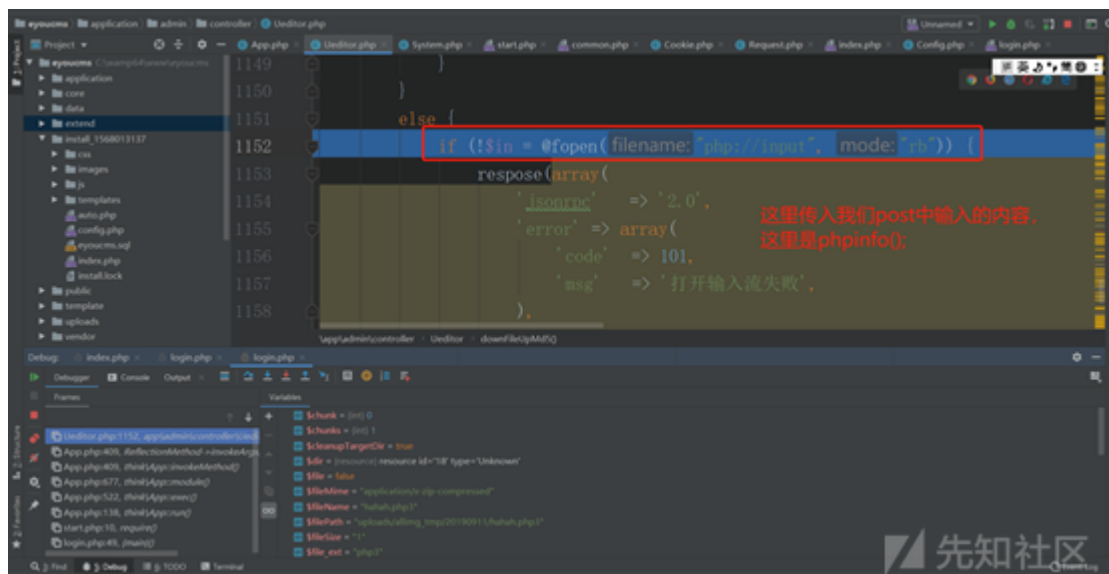 eyoucms application admin controller Ueditor.php Unnamed
Project App.php Ueditor.php System.php start.php common.php Cookie.php Request.php index.php Config.php login.php
eyoucms
application
core
data
extend
install_1568013137
css
images
js
templates
auto.php
config.php
eyoucms.sql
index.php
install.lock
public
template
uploads
vendor
1149 }
1150 }
1151 else {
1152 if (!$in = @fopen( filename: "php://input", mode: "rb")) {
1153 respose(array(
1154 'jsonrpc' => '2.0',
1155 'error' => array(
1156 'code' => 101,
1157 'msg' => '打开输入流失败',
1158 ),
这里传入我们post中输入的内容，
这里是phpinfo();
\app\admin\controller Ueditor downFileUpMd5()
Debug: index.php login.php login.php
Debugger Console Output
Frames Variables
Ueditor.php:1152, app\admin\controller\
App.php:409, ReflectionMethod->invokeArgs
App.php:409, think\App::invokeMethod()
App.php:677, think\App::module()
App.php:522, think\App::exec()
App.php:138, think\App::run()
start.php:10, require()
login.php:49, {main}()
$chunk = (int) 0
$chunks = (int) 1
$cleanupTargetDir = true
$dir = (resource) resource id='18' type='Unknown'
$file = false
$fileMime = "application/x-zip-compressed"
$fileName = "hahah.php3"
$filePath = "uploads/allimg_tmp/20190911/hahah.php3"
$fileSize = "1"
$file_ext = "php3"
3: Find 5: Debug 6: TODO Terminal Event Log
先知社区